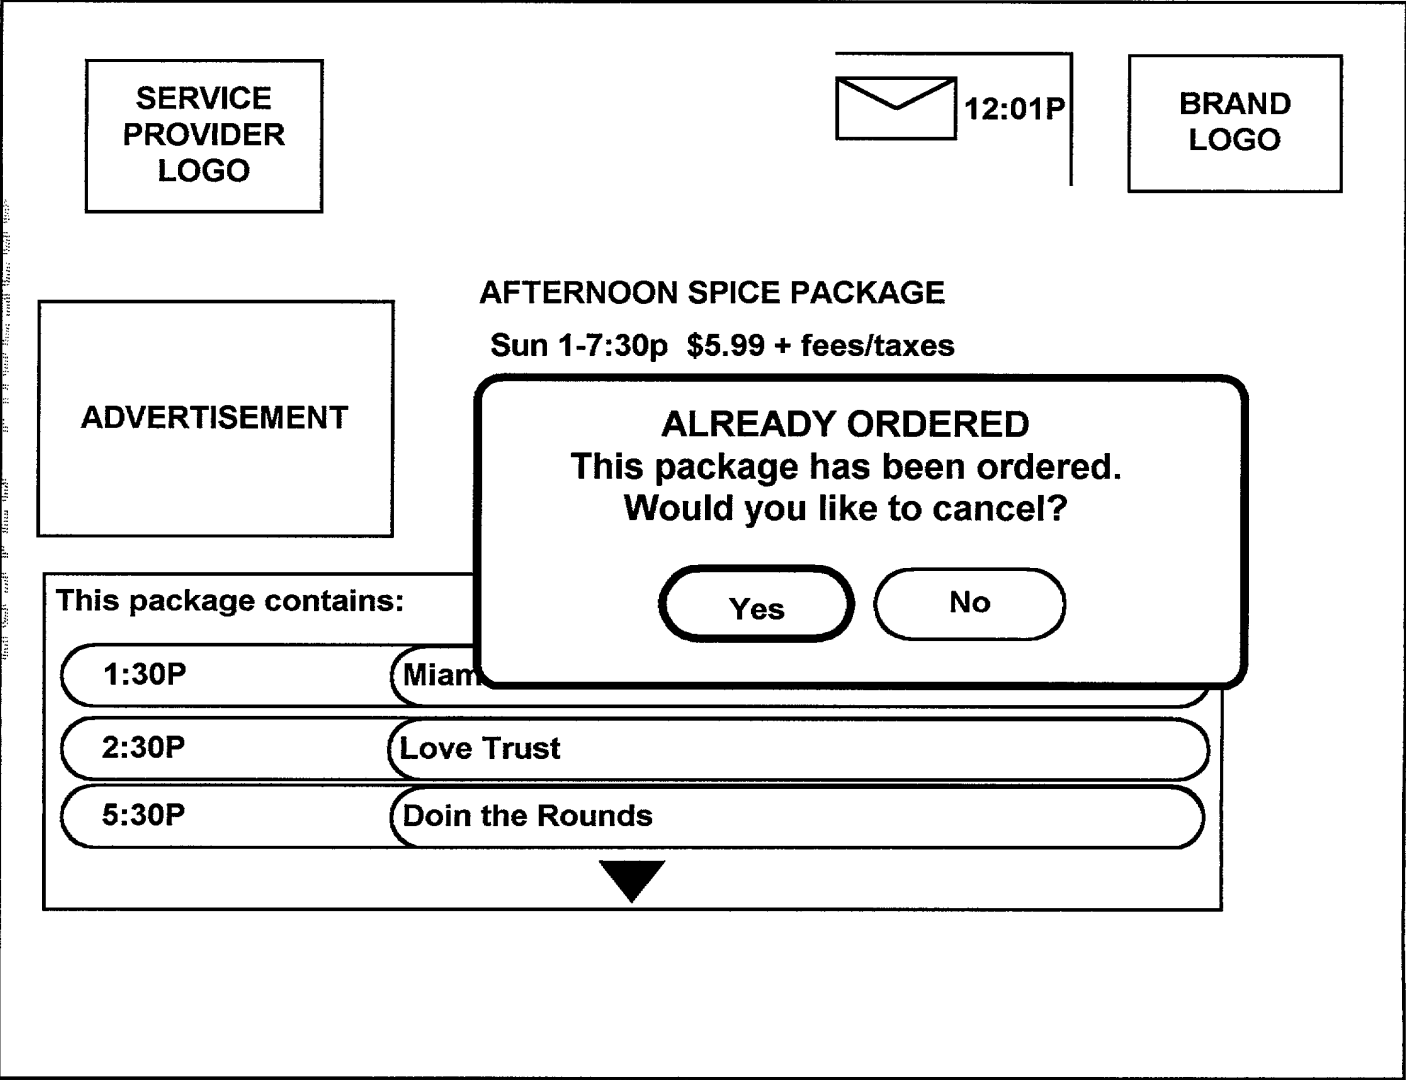 SERVICE
PROVIDER
LOGO
12:01P
BRAND
LOGO
AFTERNOON SPICE PACKAGE
Sun 1-7:30p $5.99 + fees/taxes
ADVERTISEMENT
ALREADY ORDERED
This package has been ordered.
Would you like to cancel?
Yes No
This package contains:
1:30P Miam
2:30P Love Trust
5:30P Doin the Rounds